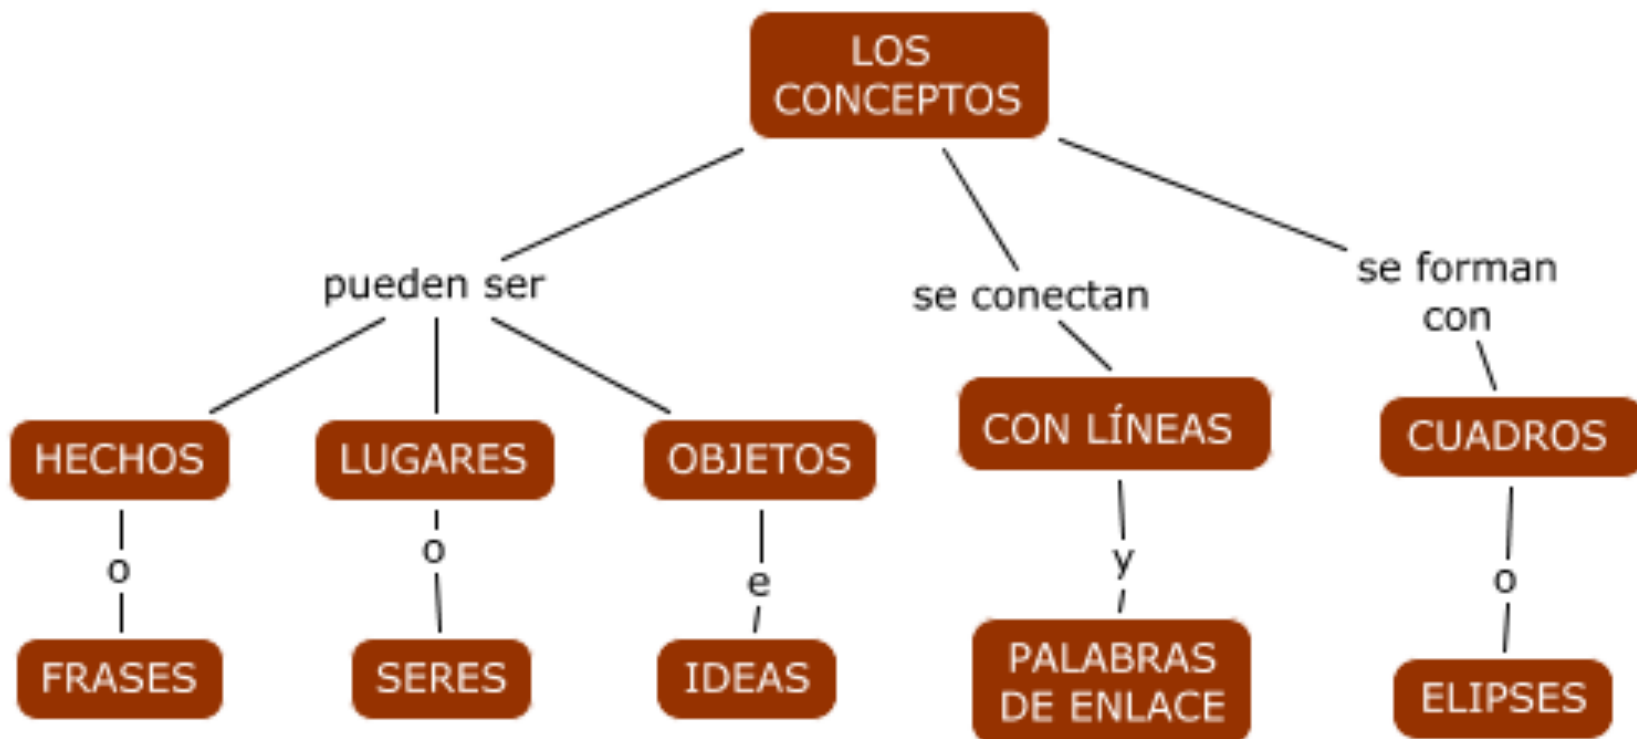 LOS
CONCEPTOS
pueden ser
se conectan
se forman
con
HECHOS
LUGARES
OBJETOS
CON LÍNEAS
CUADROS
o
o
e
y
o
FRASES
SERES
IDEAS
PALABRAS
DE ENLACE
ELIPSES